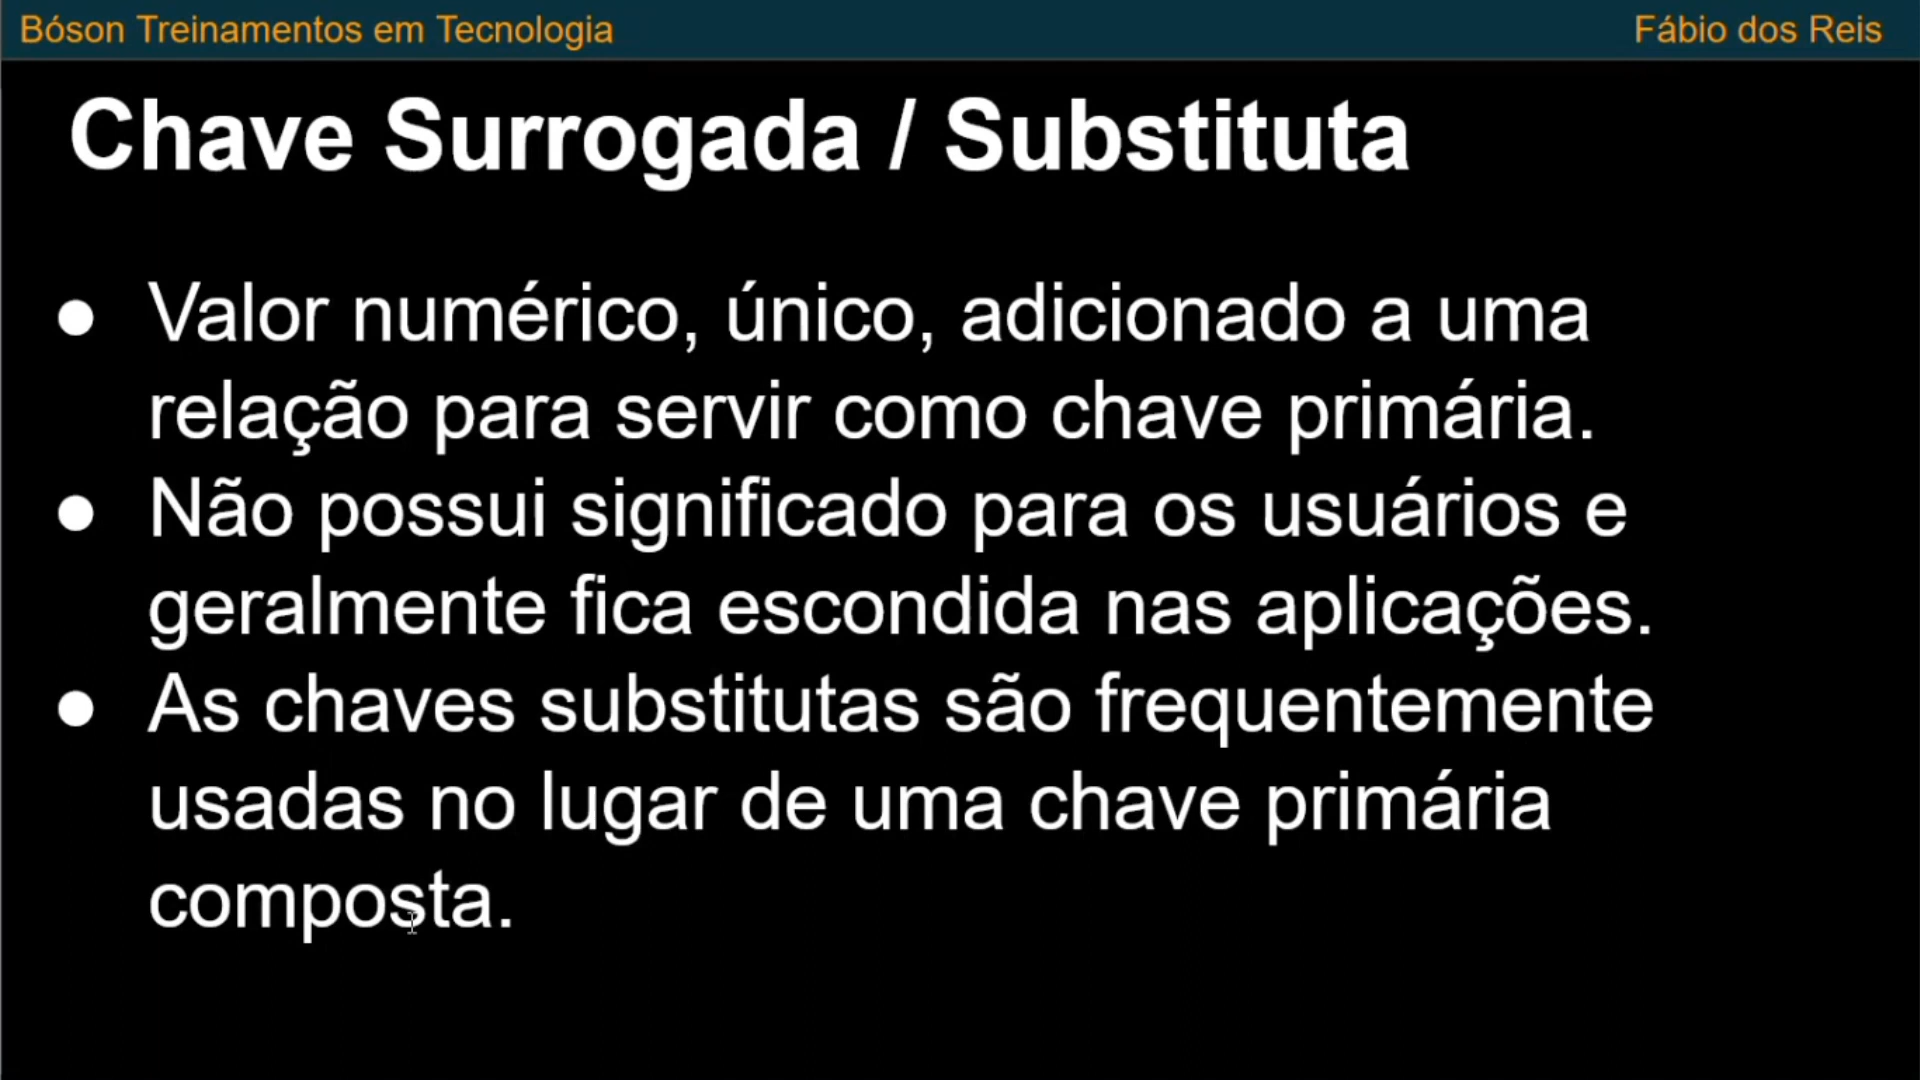 Bóson Treinamentos em Tecnologia
Fábio dos Reis
Chave Surrogada / Substituta
● Valor numérico, único, adicionado a uma
relação para servir como chave primária.
● Não possui significado para os usuários e
geralmente fica escondida nas aplicações.
● As chaves substitutas são frequentemente
usadas no lugar de uma chave primária
composta.